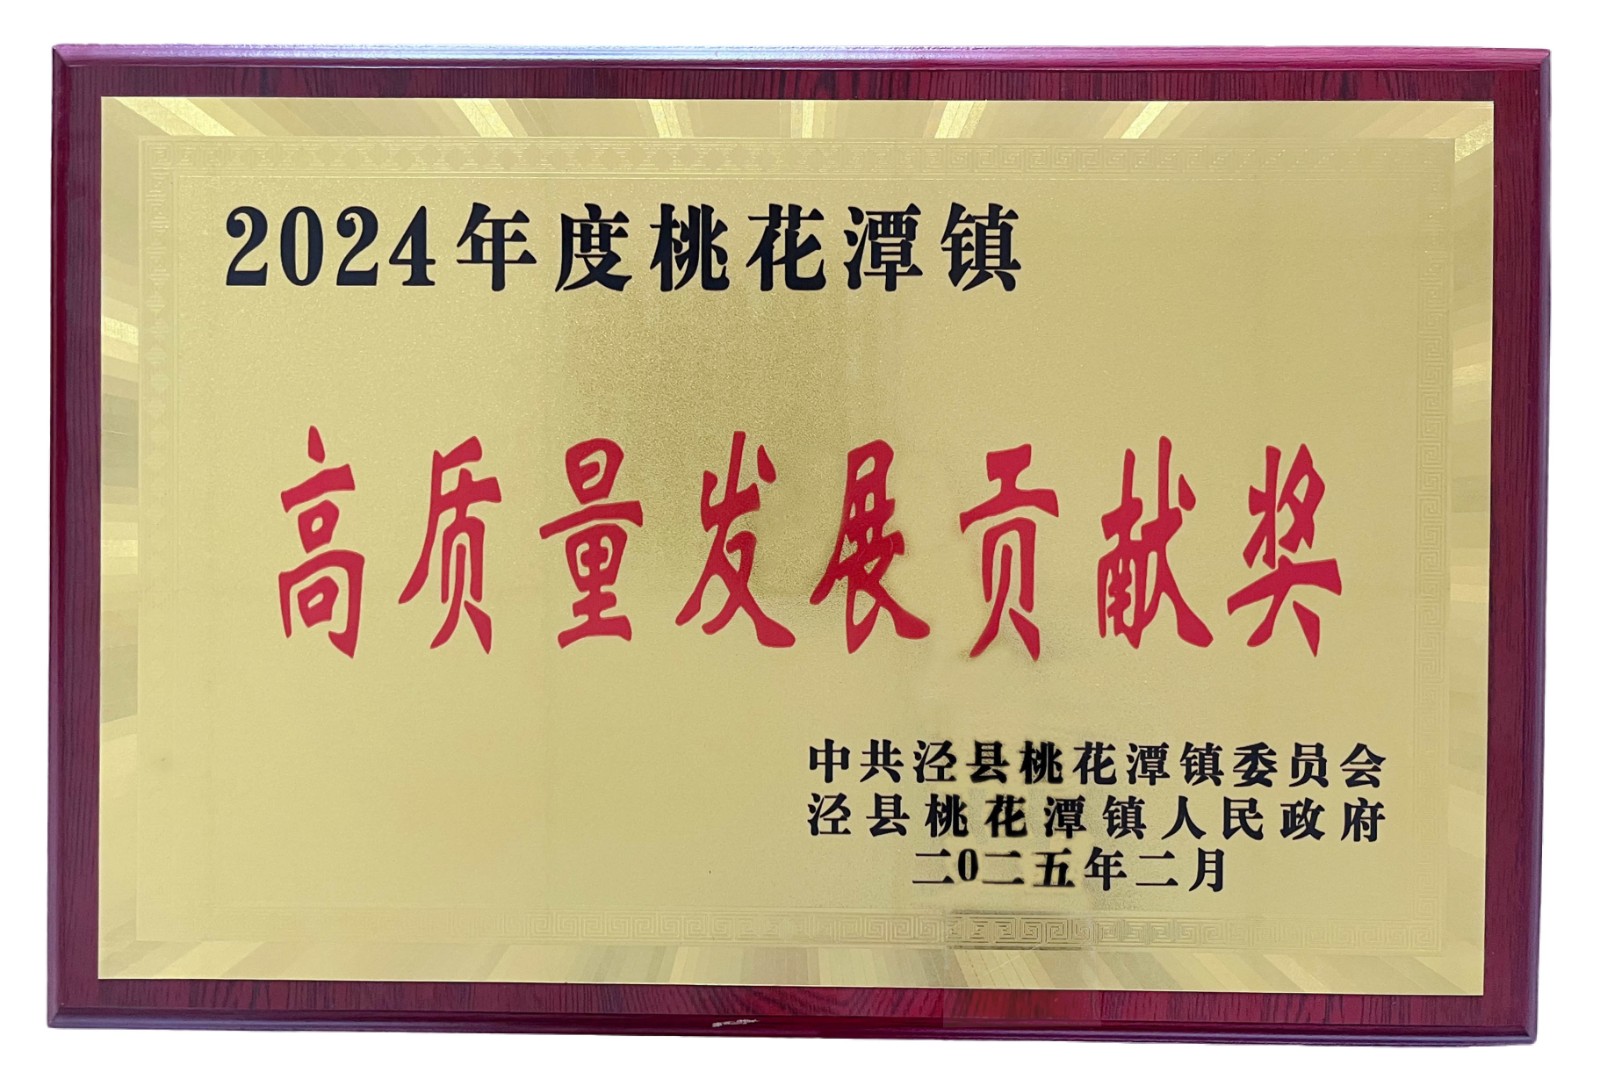 2024年度桃花潭镇
高质量发展贡献奖
中共泾县桃花潭镇委员会
泾县桃花潭镇人民政府
二0二五年二月